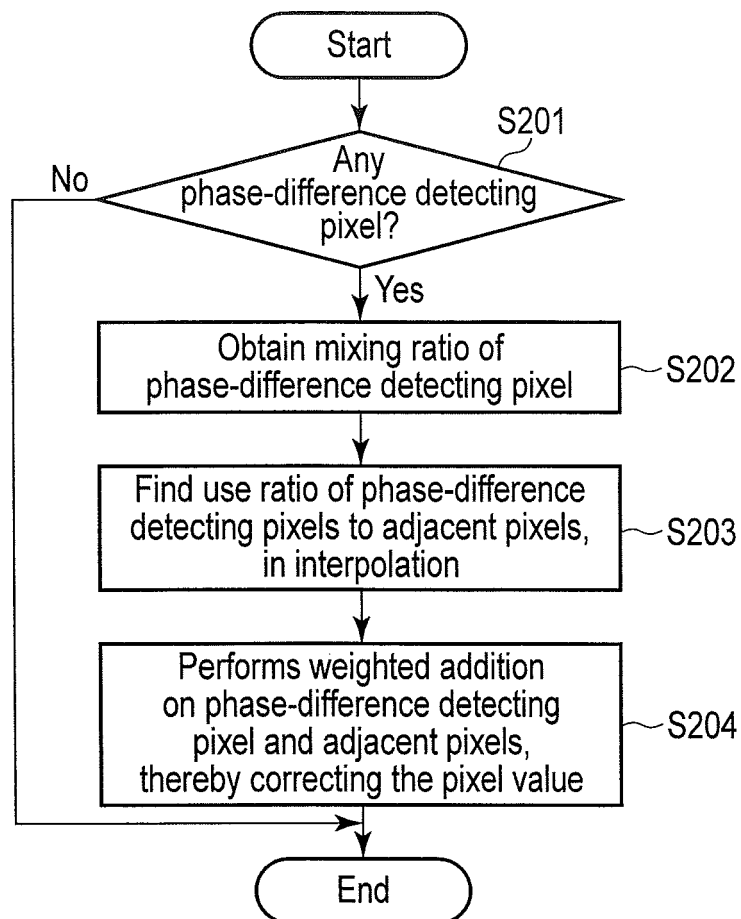 Start
S201
Any
phase-difference detecting
pixel?
No
Yes
Obtain mixing ratio of
phase-difference detecting pixel
S202
Find use ratio of phase-difference
detecting pixels to adjacent pixels,
in interpolation
S203
Performs weighted addition
on phase-difference detecting
pixel and adjacent pixels,
thereby correcting the pixel value
S204
End